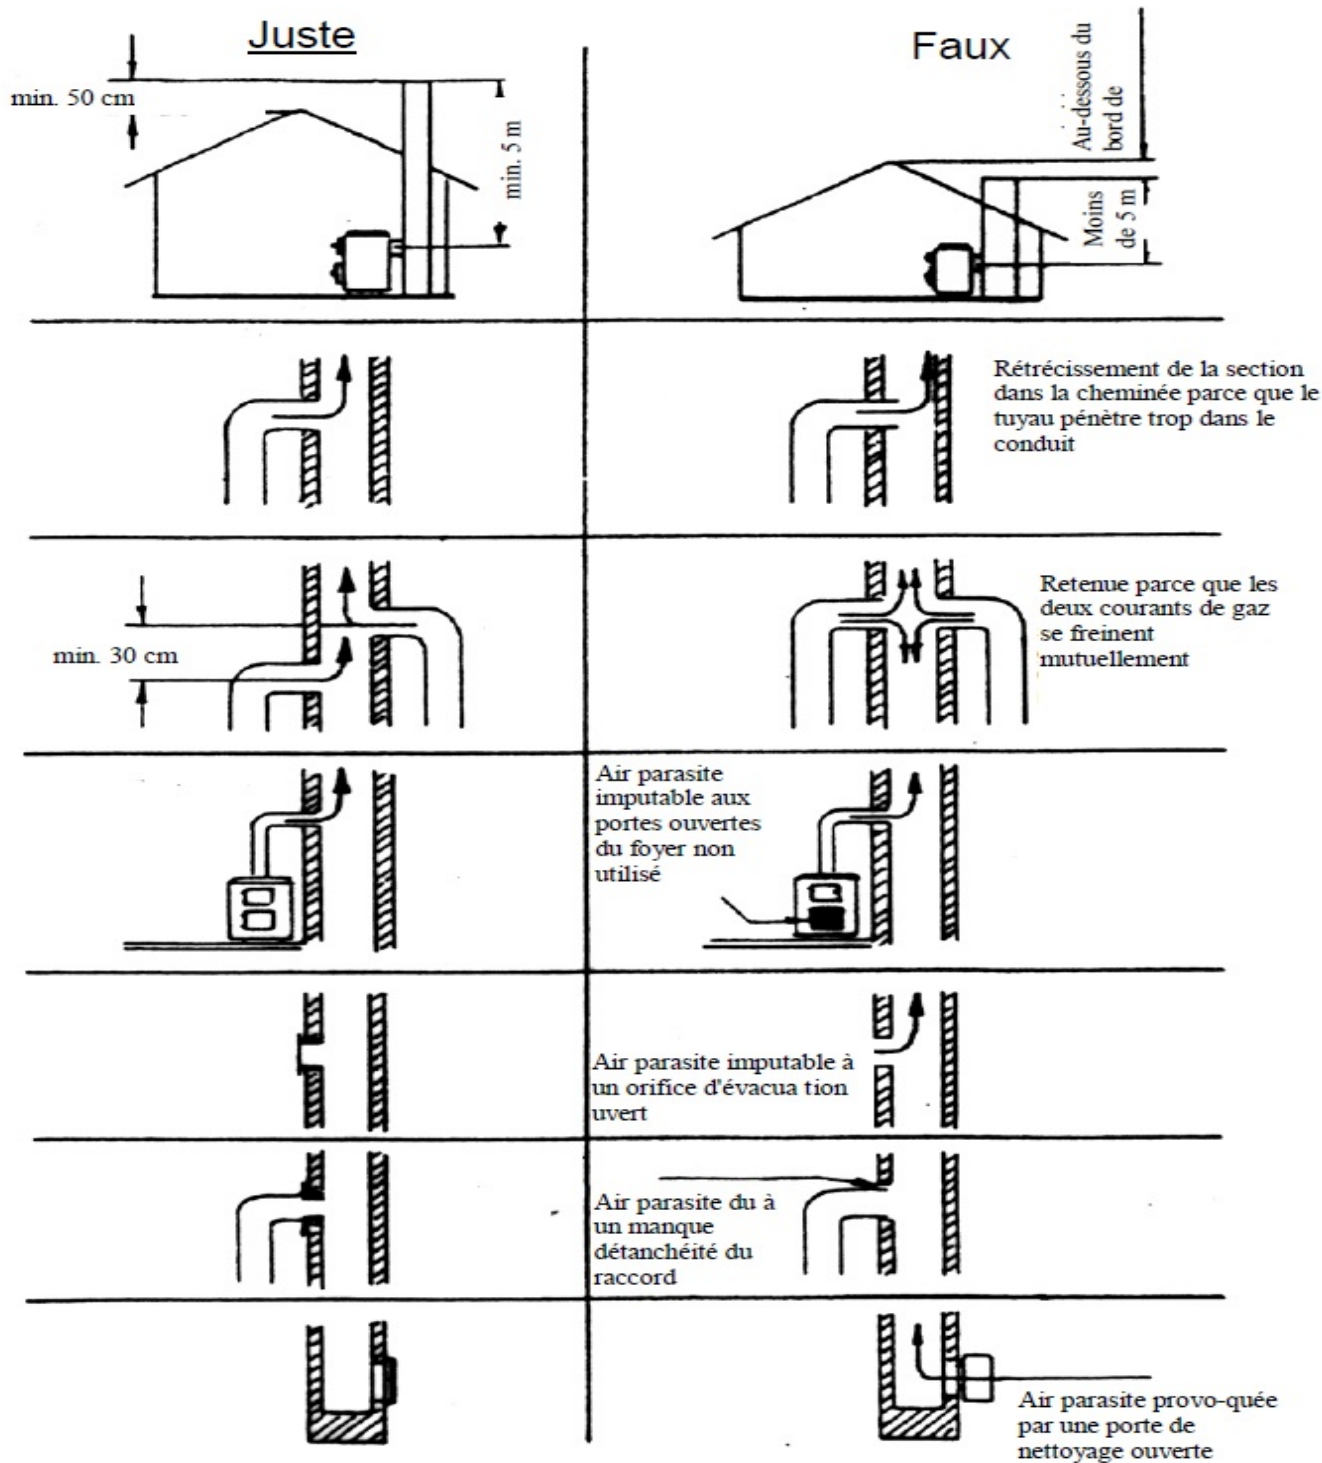 Juste
Faux
min. 50 cm
min. 5 m
Au-dessous du
bord de
Moins
de 5 m
Rétrécissement de la section
dans la cheminée parce que le
tuyau pénètre trop dans le
conduit
min. 30 cm
Retenue parce que les
deux courants de gaz
se freinent
mutuellement
Air parasite
imputable aux
portes ouvertes
du foyer non
utilisé
Air parasite imputable à
un orifice d'évacua tion
uvert
Air parasite du à
un manque
détanchéité du
raccord
Air parasite provo-quée
par une porte de
nettoyage ouverte